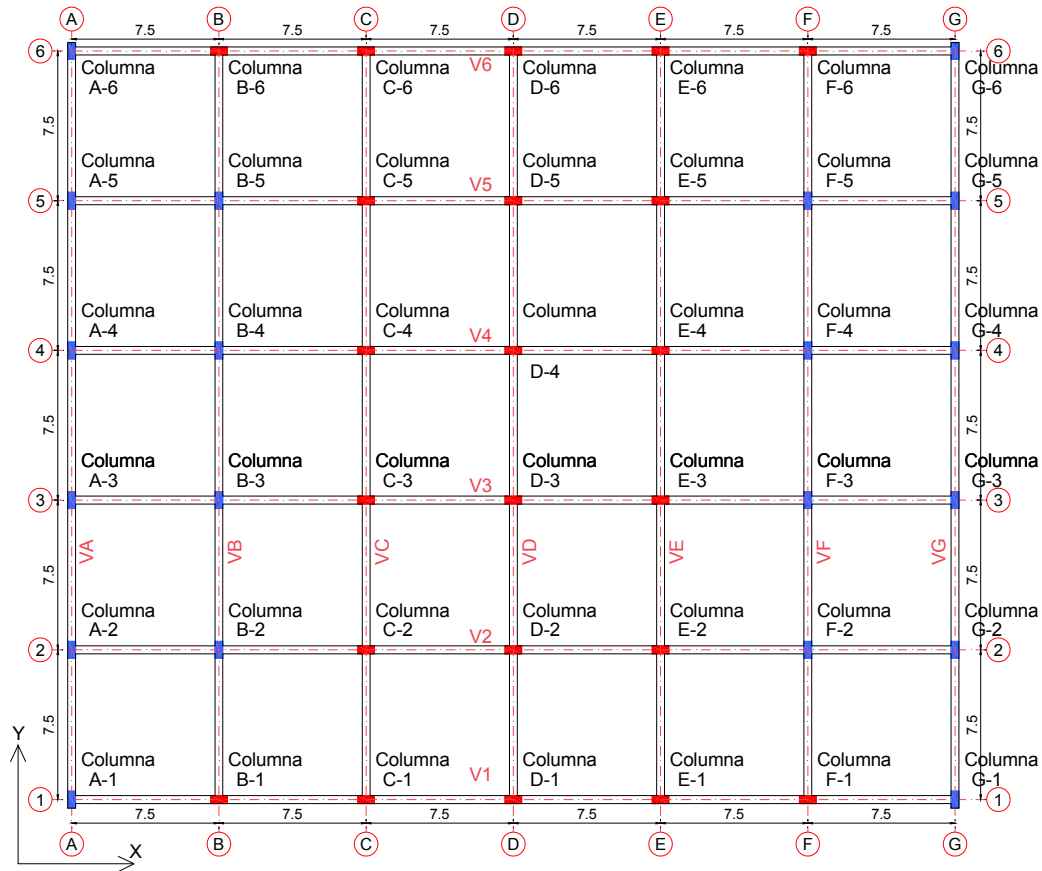 A B C D E F G
7.5 7.5 7.5 7.5 7.5 7.5
6 V6 6
Columna Columna Columna Columna Columna Columna Columna
A-6 B-6 C-6 D-6 E-6 F-6 G-6
7.5 7.5
Columna Columna Columna V5 Columna Columna Columna Columna
A-5 B-5 C-5 D-5 E-5 F-5 G-5
5 5
7.5 7.5
Columna Columna Columna Columna Columna Columna Columna
A-4 B-4 C-4 V4 E-4 F-4 G-4
4 4
D-4
7.5 7.5
Columna Columna Columna Columna Columna Columna Columna
A-3 B-3 C-3 V3 D-3 E-3 F-3 G-3
3 3
VA VB VC VD VE VF VG
7.5 7.5
Columna Columna Columna Columna Columna Columna Columna
A-2 B-2 C-2 V2 D-2 E-2 F-2 G-2
2 2
7.5 7.5
Y
Columna Columna Columna V1 Columna Columna Columna Columna
A-1 B-1 C-1 D-1 E-1 F-1 G-1
1 1
7.5 7.5 7.5 7.5 7.5 7.5
A B C D E F G
X